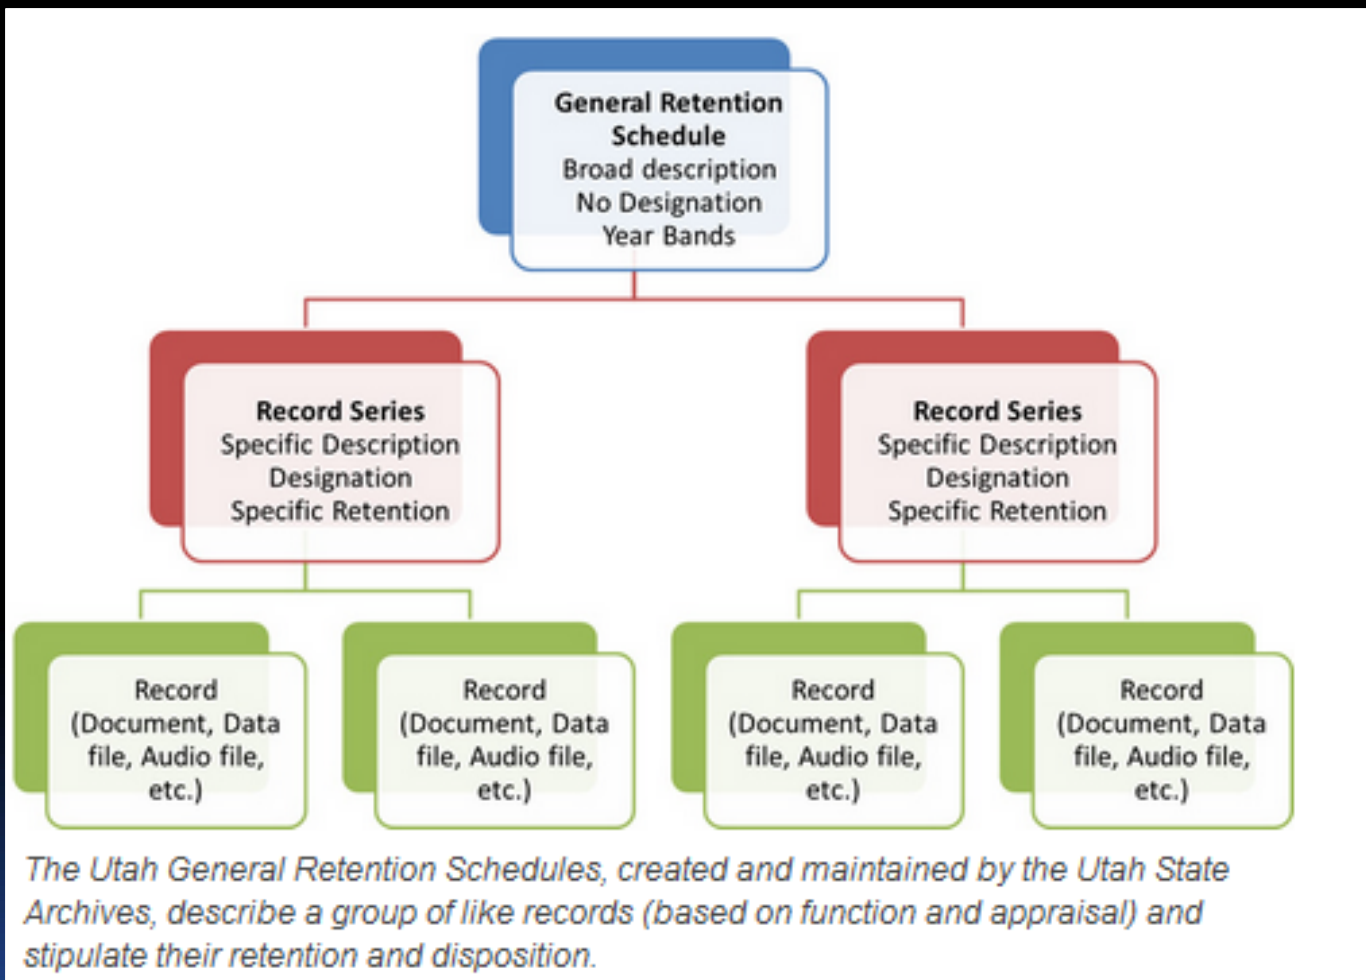 General Retention
Schedule
Broad description
No Designation
Year Bands
Record Series
Specific Description
Designation
Specific Retention
Record Series
Specific Description
Designation
Specific Retention
Record
(Document, Data
file, Audio file,
etc.)
Record
(Document, Data
file, Audio file,
etc.)
Record
(Document, Data
file, Audio file,
etc.)
Record
(Document, Data
file, Audio file,
etc.)
The Utah General Retention Schedules, created and maintained by the Utah State
Archives, describe a group of like records (based on function and appraisal) and
stipulate their retention and disposition.